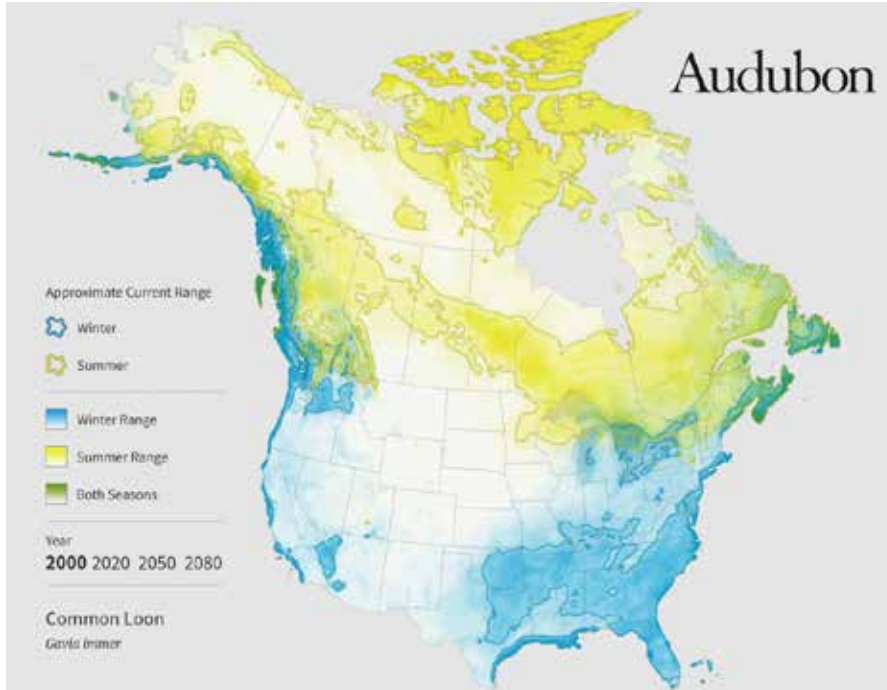 Audubon
Approximate Current Range
Winter
Summer
Winter Range
Summer Range
Both Seasons
Year
2000 2020 2050 2080
Common Loon
Gavia immer